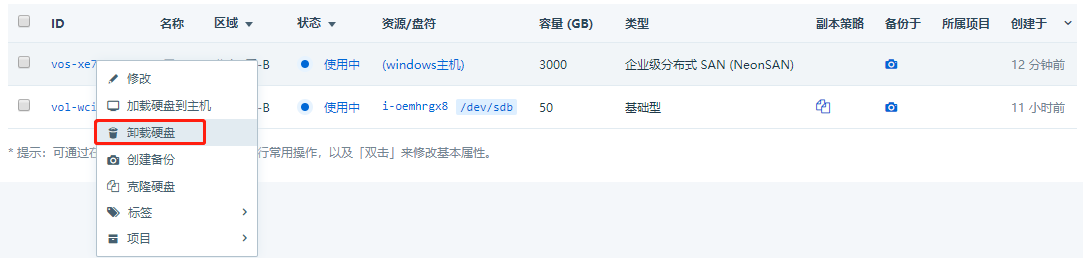 ID 名称 区域 状态 资源/盘符 容量 (GB) 类型 副本策略 备份于 所属项目 创建于
vos-xe7 -B 使用中 (windows主机) 3000 企业级分布式 SAN (NeonSAN) 12 分钟前
修改
加载硬盘到主机
vol-wci -B 使用中 i-oemhrgx8 /dev/sdb 50 基础型 11 小时前
卸载硬盘
* 提示：可通过在 行常用操作，以及「双击」来修改基本属性。
创建备份
克隆硬盘
标签
项目